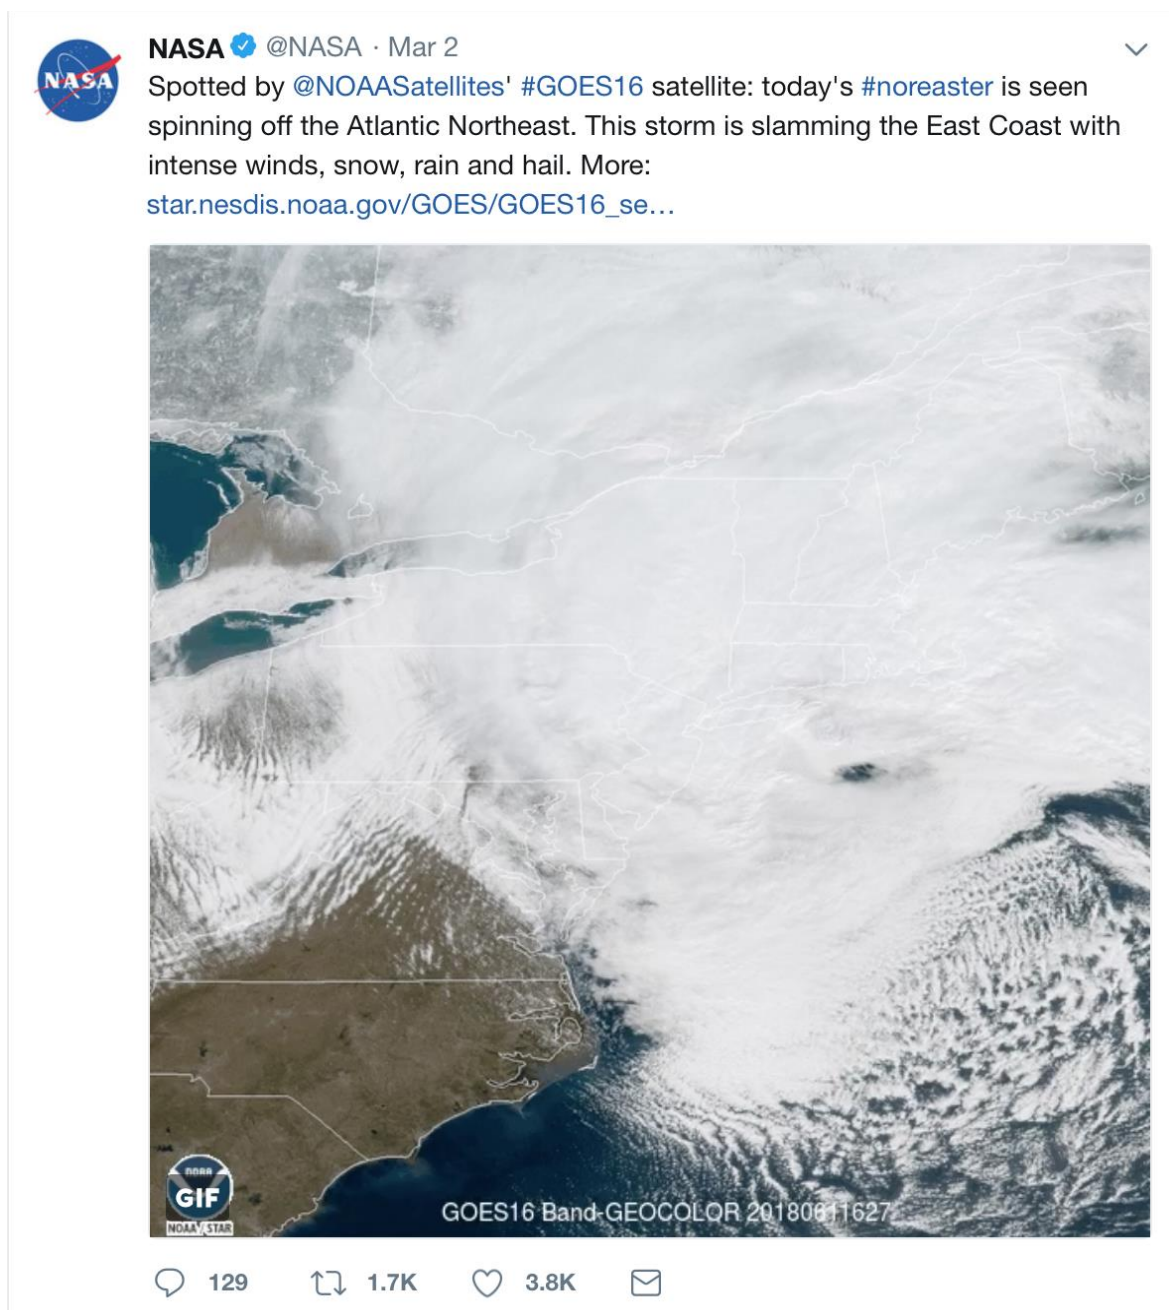 NASA @NASA · Mar 2
NASA
Spotted by @NOAASatellites' #GOES16 satellite: today's #noreaster is seen
spinning off the Atlantic Northeast. This storm is slamming the East Coast with
intense winds, snow, rain and hail. More:
star.nesdis.noaa.gov/GOES/GOES16_se…
NOAA
GIF
NOAA/STAR
GOES16 Band-GEOCOLOR 20180611627
129 1.7K 3.8K